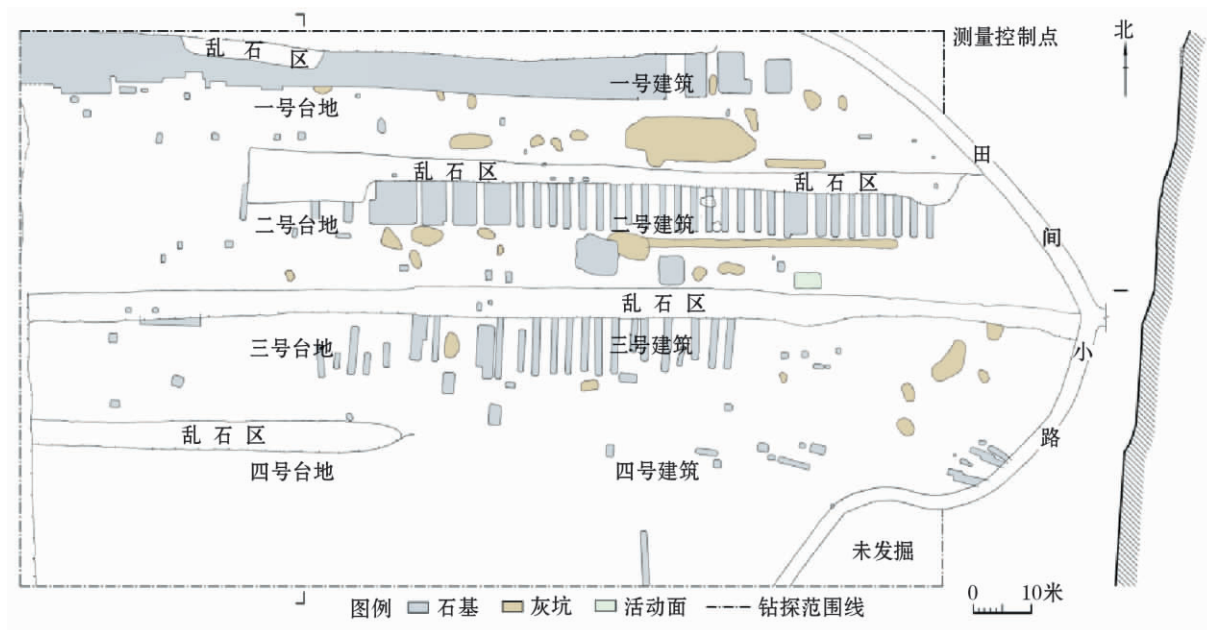 乱石区
测量控制点
北
一号建筑
一号台地
田
乱石区
乱石区
二号台地
二号建筑
间
乱石区
三号台地
三号建筑
小
乱石区
路
四号台地
四号建筑
未发掘
图例 石基 灰坑 活动面 钻探范围线
0 10米